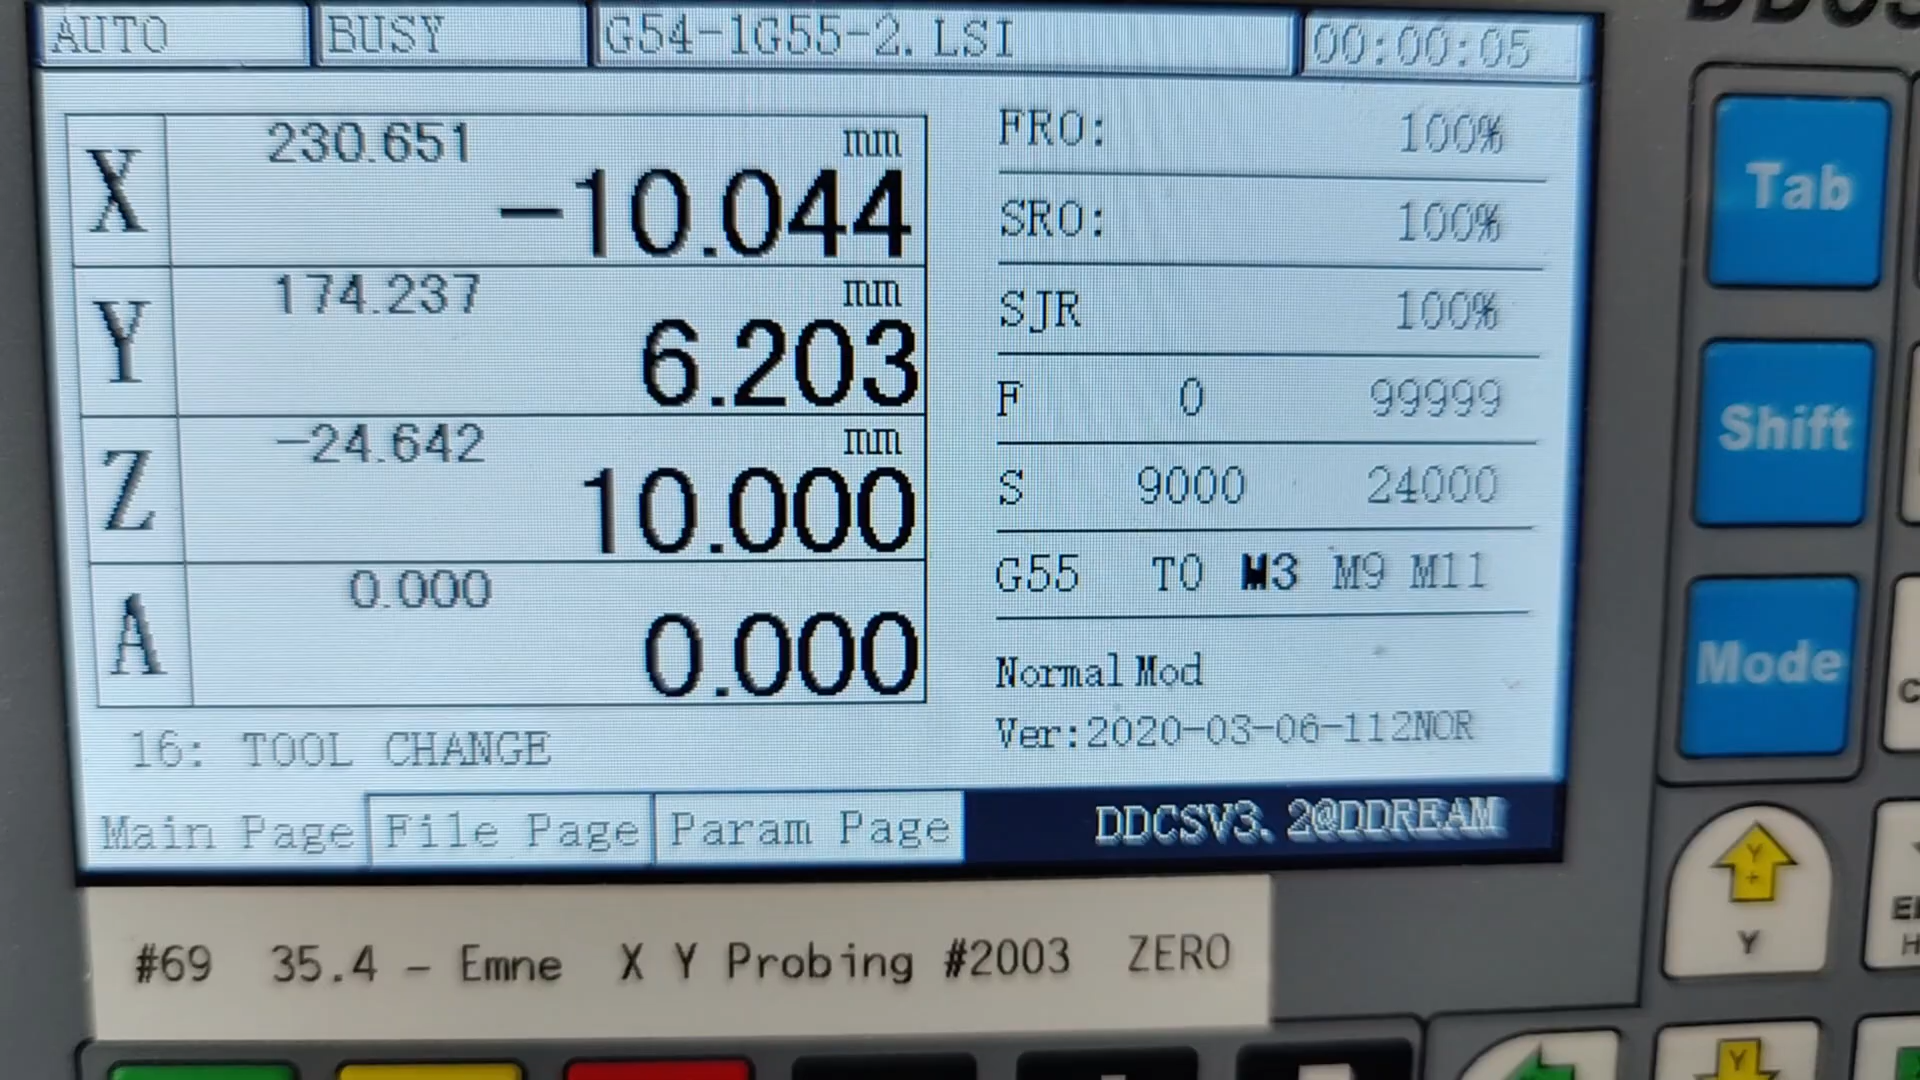 DDCS
AUTO BUSY G54-1G55-2.LSI 00:00:05
X 230.651 mm -10.044
Y 174.237 mm 6.203
Z -24.642 mm 10.000
A 0.000 0.000
FRO: 100%
SRO: 100%
SJR 100%
F 0 99999
S 9000 24000
G55 T0 M3 M9 M11
Normal Mod
Ver:2020-03-06-112NOR
16: TOOL CHANGE
Main Page File Page Param Page DDCSV3.2@DDREAM
#69 35.4 - Emne X Y Probing #2003 ZERO
Tab
Shift
Mode
Y+
Y
Y